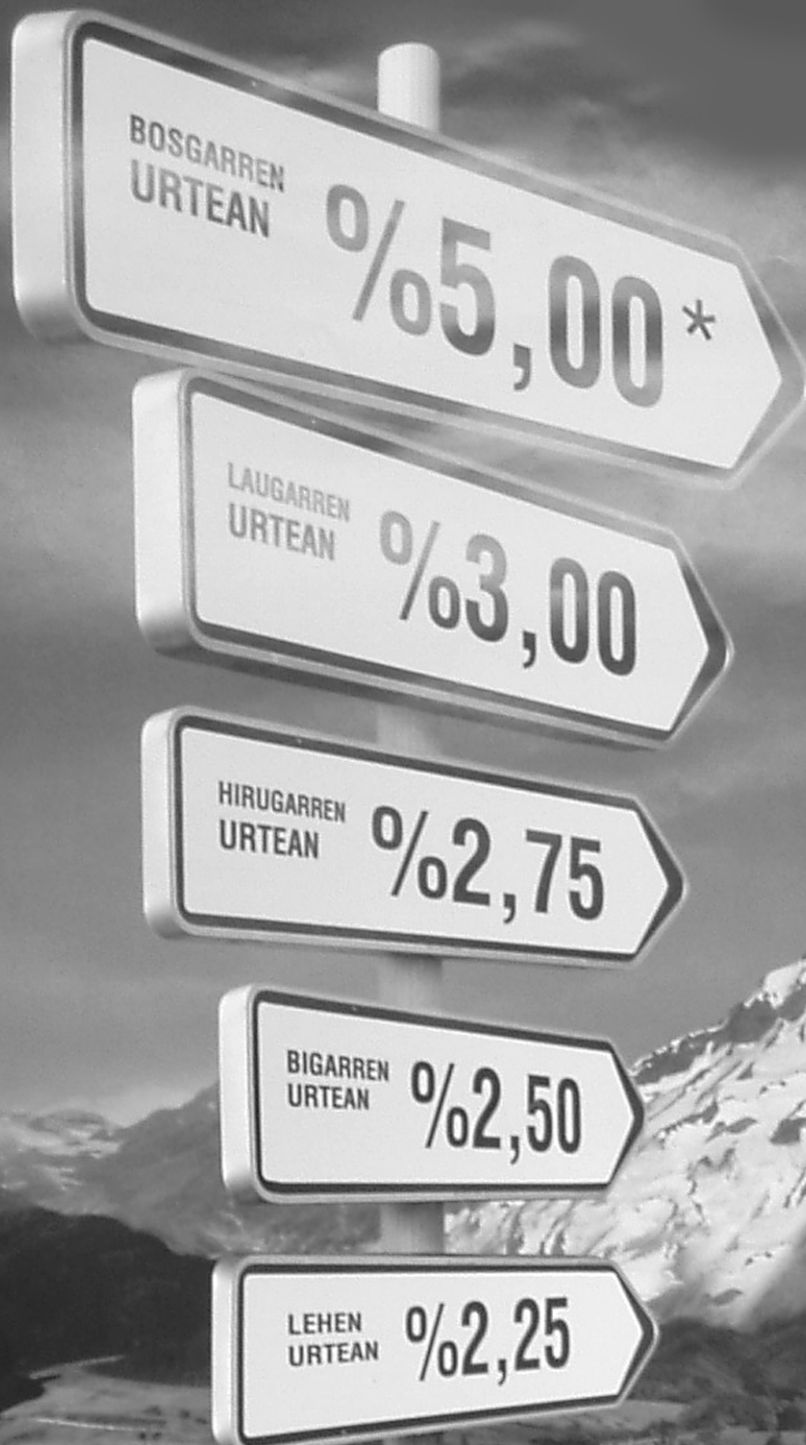 BOSGARREN
URTEAN
%5,00*
LAUGARREN
URTEAN
%3,00
HIRUGARREN
URTEAN
%2,75
BIGARREN
URTEAN
%2,50
LEHEN
URTEAN
%2,25